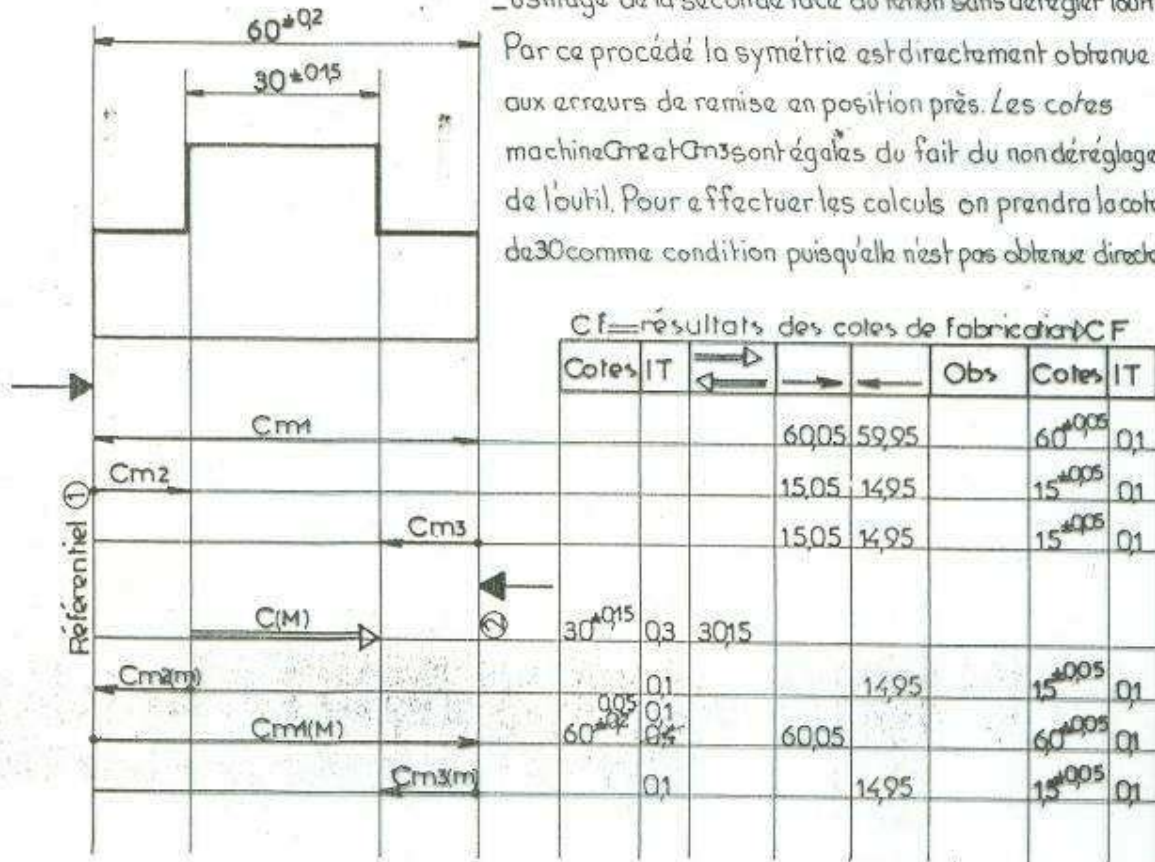 60±0,2
30±0,15
Usinage de la seconde face du tenon sans dérégler
Par ce procédé la symétrie est directement obtenue
aux erreurs de remise en position près. Les cotes
machine Cm2 et Cm3 sont égales du fait du non déréglage
de l'outil. Pour effectuer les calculs on prendra la cote
de 30 comme condition puisqu'elle n'est pas obtenue directe
Cf = résultats des cotes de fabrication CF
Cotes IT Obs Cotes IT
Cm1 60,05 59,95 60±0,05 0,1
Cm2 15,05 14,95 15±0,05 0,1
Cm3 15,05 14,95 15±0,05 0,1
Référentiel ①
②
C(M) 30±0,15 0,3 30,15
Cm2(m) 0,1 14,95 15±0,05 0,1
0,05 0,1
Cm1(M) 60±0,2 0,4 60,05 60±0,05 0,1
Cm3(m) 0,1 14,95 15±0,05 0,1